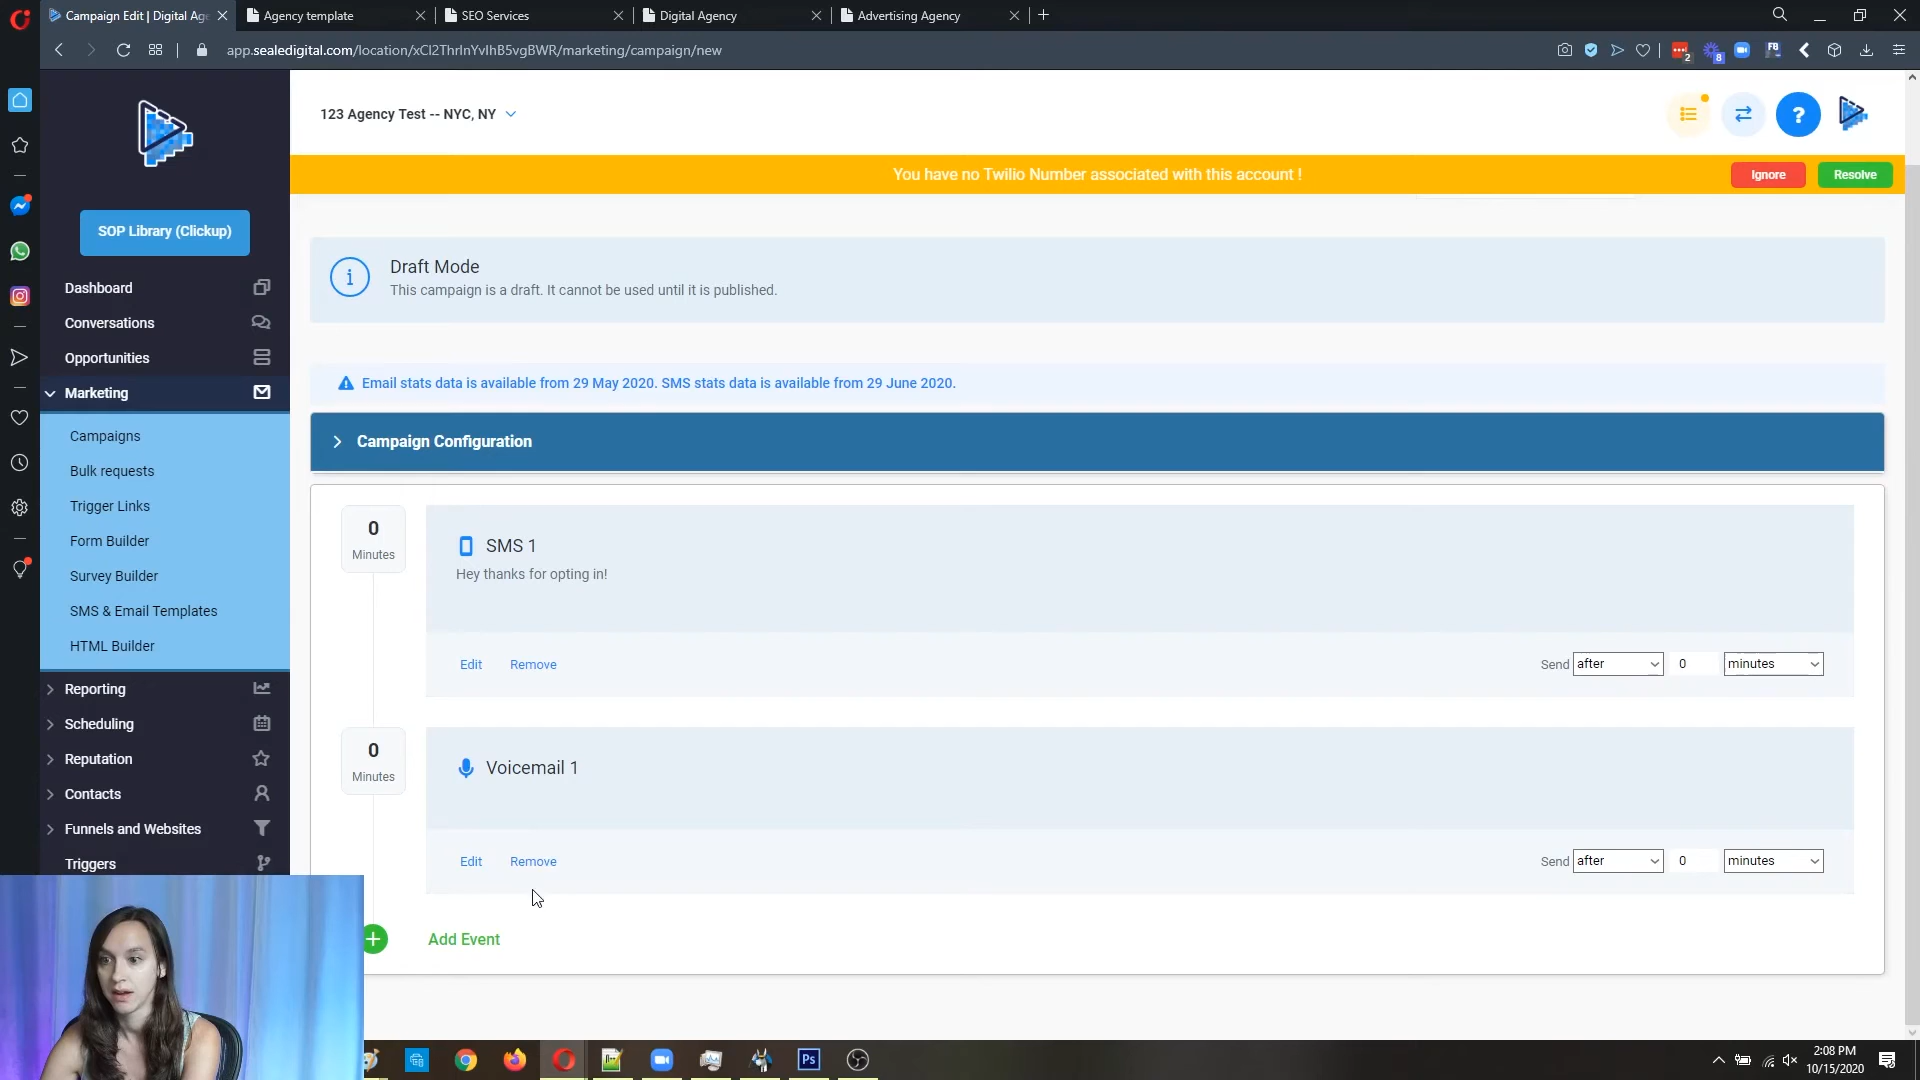 Campaign Edit | Digital Age
Agency template
SEO Services
Digital Agency
Advertising Agency
app.sealedigital.com/location/xCl2ThrInYvIhB5vgBWR/marketing/campaign/new
2
8
FB
123 Agency Test -- NYC, NY
?
You have no Twilio Number associated with this account !
Ignore
Resolve
SOP Library (Clickup)
Dashboard
Conversations
Opportunities
Marketing
Campaigns
Bulk requests
Trigger Links
Form Builder
Survey Builder
SMS & Email Templates
HTML Builder
Reporting
Scheduling
Reputation
Contacts
Funnels and Websites
Triggers
i
Draft Mode
This campaign is a draft. It cannot be used until it is published.
Email stats data is available from 29 May 2020. SMS stats data is available from 29 June 2020.
Campaign Configuration
0
Minutes
SMS 1
Hey thanks for opting in!
Edit
Remove
Send after 0 minutes
0
Minutes
Voicemail 1
Edit
Remove
Send after 0 minutes
+
Add Event
Ps
2:08 PM
10/15/2020